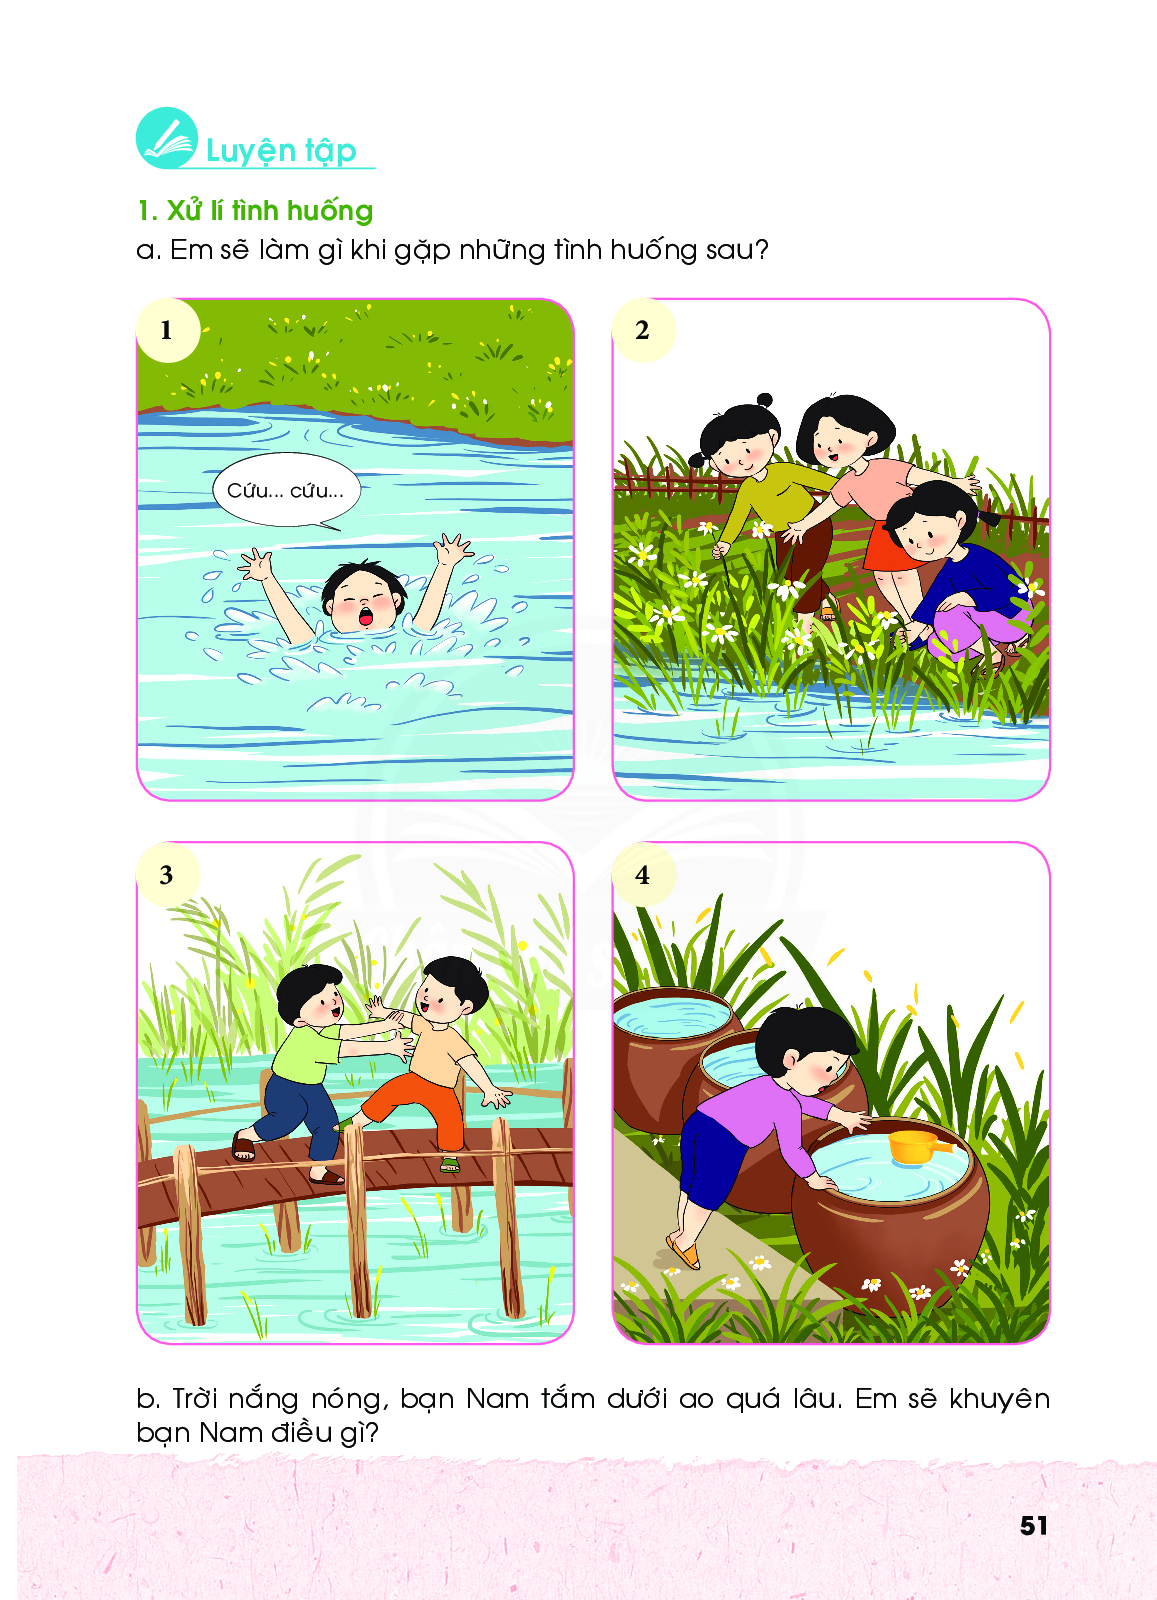 Luyện tập
1. Xử lí tình huống
a. Em sẽ làm gì khi gặp những tình huống sau?
1
2
Cứu... cứu...
3
4
b. Trời nắng nóng, bạn Nam tắm dưới ao quá lâu. Em sẽ khuyên
bạn Nam điều gì?
51